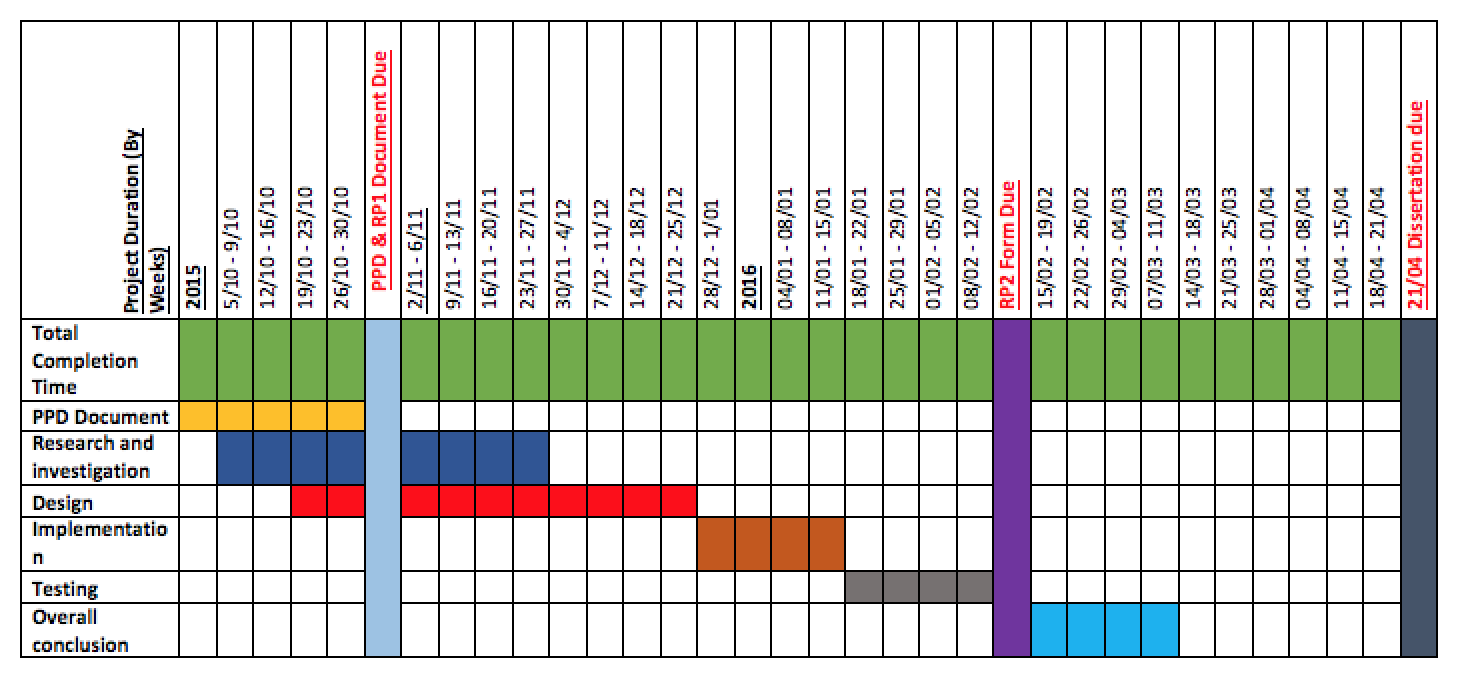 Project Duration (By
Weeks)
2015
5/10 - 9/10
12/10 - 16/10
19/10 - 23/10
26/10 - 30/10
PPD & RP1 Document Due
2/11 - 6/11
9/11 - 13/11
16/11 - 20/11
23/11 - 27/11
30/11 - 4/12
7/12 - 11/12
14/12 - 18/12
21/12 - 25/12
28/12 - 1/01
2016
04/01 - 08/01
11/01 - 15/01
18/01 - 22/01
25/01 - 29/01
01/02 - 05/02
08/02 - 12/02
RP2 Form Due
15/02 - 19/02
22/02 - 26/02
29/02 - 04/03
07/03 - 11/03
14/03 - 18/03
21/03 - 25/03
28/03 - 01/04
04/04 - 08/04
11/04 - 15/04
18/04 - 21/04
21/04 Dissertation due
Total
Completion
Time
PPD Document
Research and
investigation
Design
Implementatio
n
Testing
Overall
conclusion